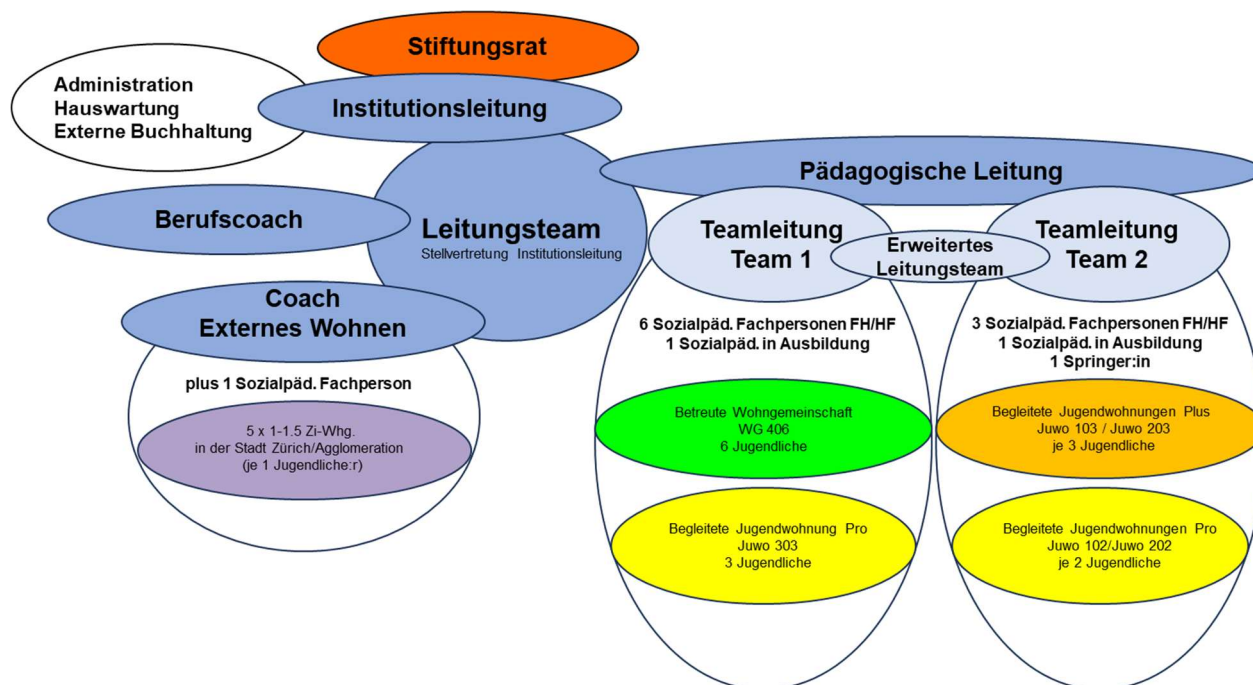 Stiftungsrat
Administration
Hauswartung
Externe Buchhaltung
Institutionsleitung
Pädagogische Leitung
Berufscoach
Leitungsteam
Stellvertretung Institutionsleitung
Teamleitung
Team 1
Erweitertes
Leitungsteam
Teamleitung
Team 2
Coach
Externes Wohnen
plus 1 Sozialpäd. Fachperson
5 x 1-1.5 Zi-Whg.
in der Stadt Zürich/Agglomeration
(je 1 Jugendliche:r)
6 Sozialpäd. Fachpersonen FH/HF
1 Sozialpäd. in Ausbildung
Betreute Wohngemeinschaft
WG 406
6 Jugendliche
Begleitete Jugendwohnung Pro
Juwo 303
3 Jugendliche
3 Sozialpäd. Fachpersonen FH/HF
1 Sozialpäd. in Ausbildung
1 Springer:in
Begleitete Jugendwohnungen Plus
Juwo 103 / Juwo 203
je 3 Jugendliche
Begleitete Jugendwohnungen Pro
Juwo 102/Juwo 202
je 2 Jugendliche